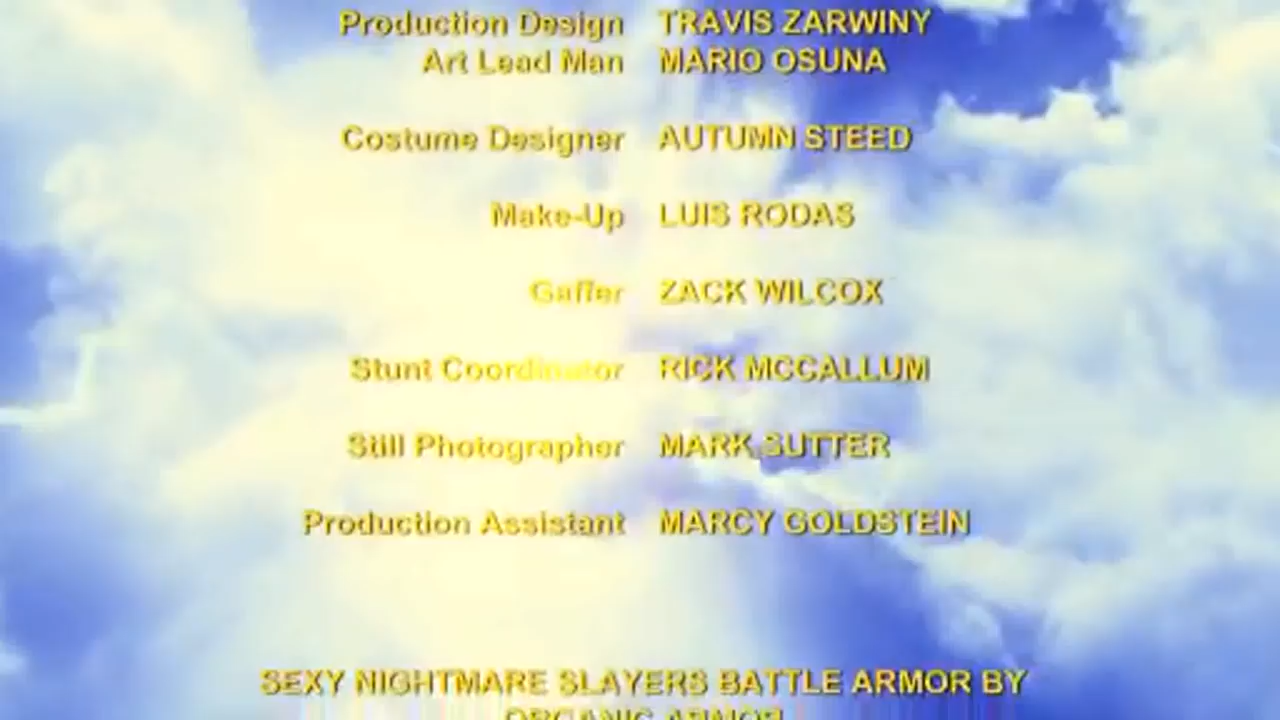 Production Design TRAVIS ZARWINY
Art Lead Man MARIO OSUNA
Costume Designer AUTUMN STEED
Make-Up LUIS RODAS
Gaffer ZACK WILCOX
Stunt Coordinator RICK MCCALLUM
Still Photographer MARK SUTTER
Production Assistant MARCY GOLDSTEIN
SEXY NIGHTMARE SLAYERS BATTLE ARMOR BY
ORGANIC ARMOR